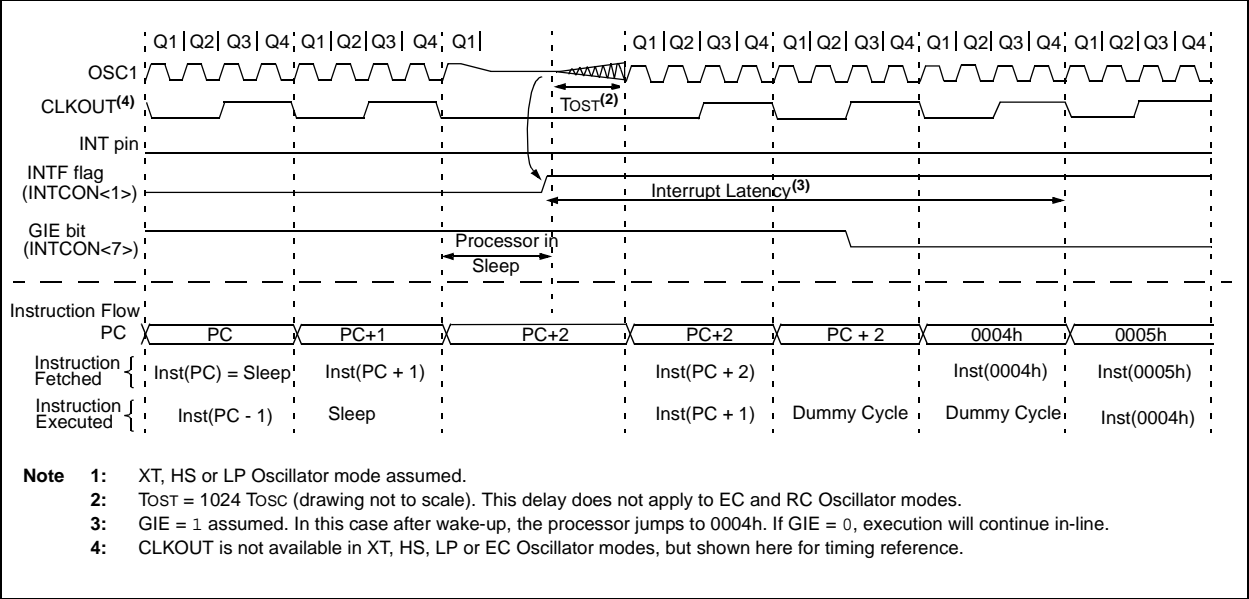 Q1 Q2 Q3 Q4 Q1 Q2 Q3 Q4 Q1 Q1 Q2 Q3 Q4 Q1 Q2 Q3 Q4 Q1 Q2 Q3 Q4 Q1 Q2 Q3 Q4
OSC1
CLKOUT(4)
TOST(2)
INT pin
INTF flag
(INTCON<1>)
Interrupt Latency(3)
GIE bit
(INTCON<7>)
Processor in
Sleep
Instruction Flow
PC PC PC+1 PC+2 PC+2 PC + 2 0004h 0005h
Instruction
Fetched { Inst(PC) = Sleep Inst(PC + 1) Inst(PC + 2) Inst(0004h) Inst(0005h)
Instruction
Executed { Inst(PC - 1) Sleep Inst(PC + 1) Dummy Cycle Dummy Cycle Inst(0004h)
Note 1: XT, HS or LP Oscillator mode assumed.
2: TOST = 1024 TOSC (drawing not to scale). This delay does not apply to EC and RC Oscillator modes.
3: GIE = 1 assumed. In this case after wake-up, the processor jumps to 0004h. If GIE = 0, execution will continue in-line.
4: CLKOUT is not available in XT, HS, LP or EC Oscillator modes, but shown here for timing reference.